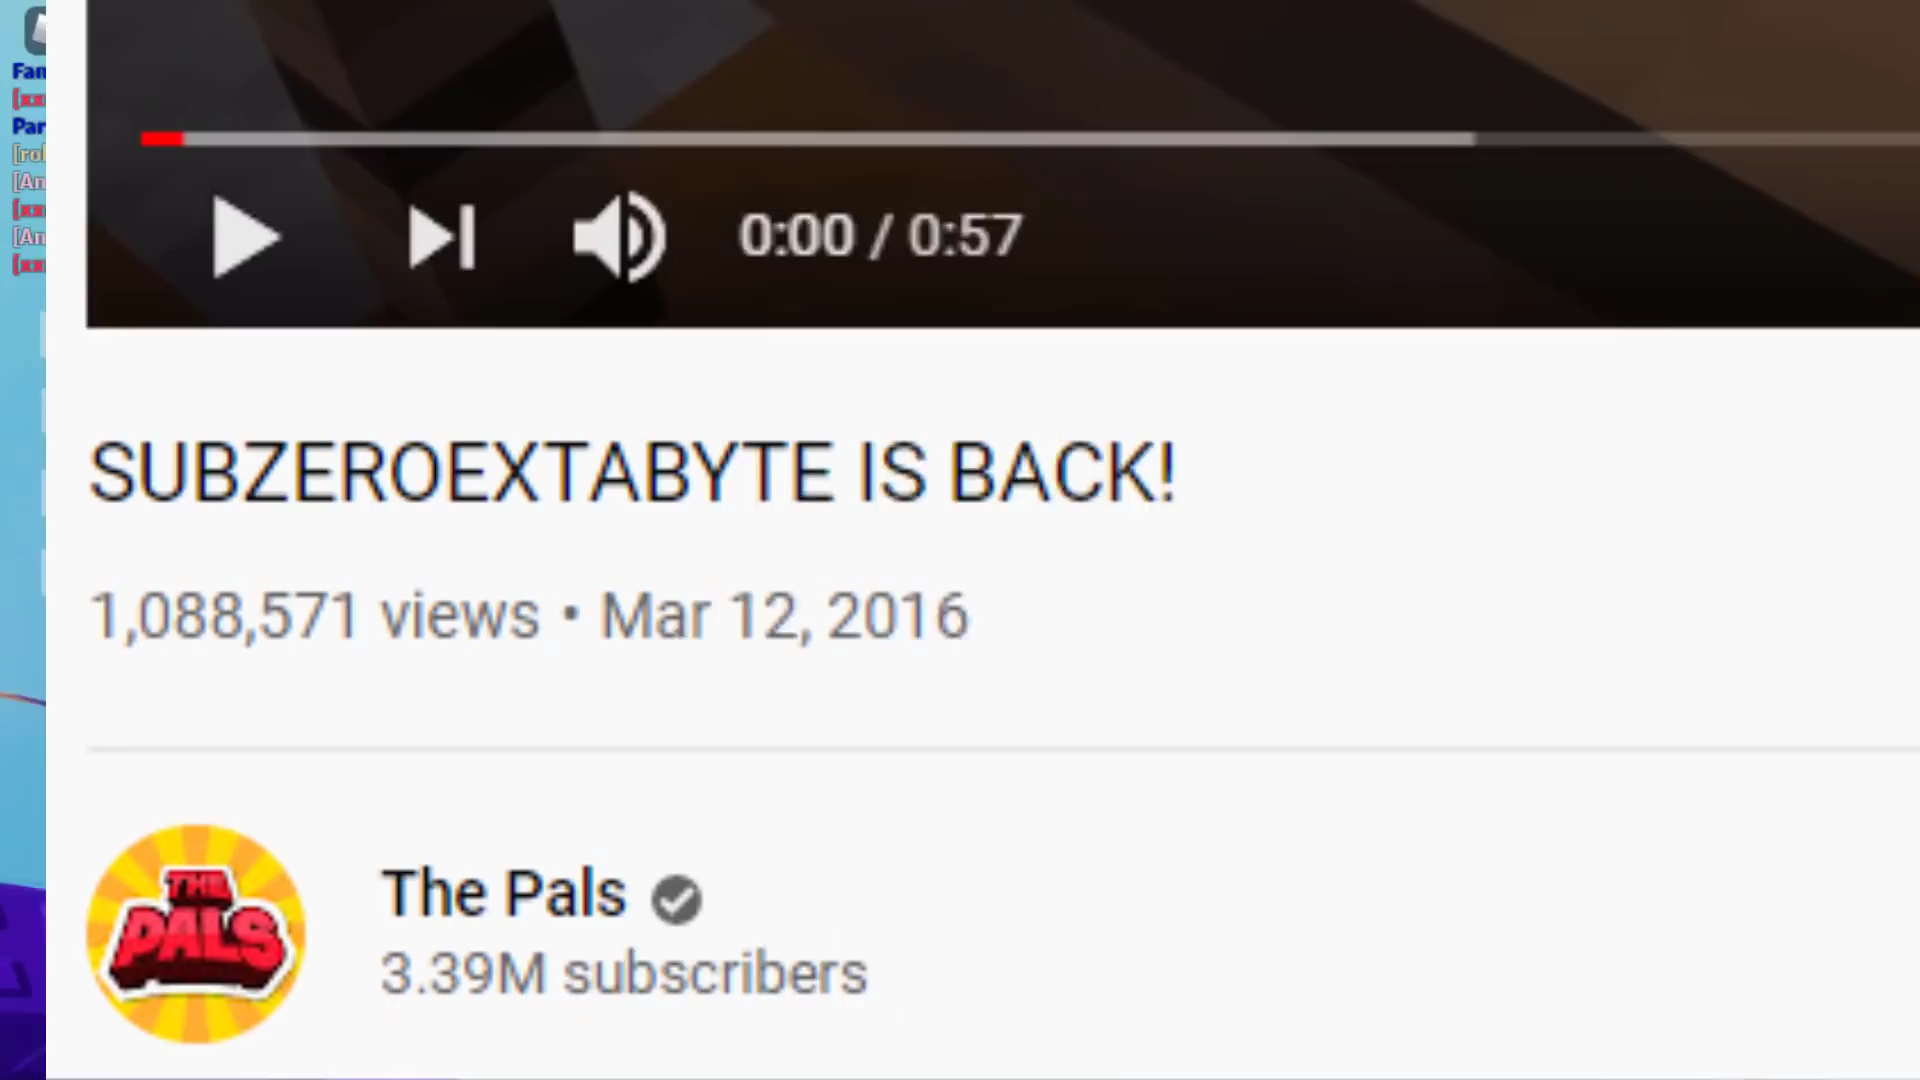 0:00 / 0:57
SUBZEROEXTABYTE IS BACK!
1,088,571 views • Mar 12, 2016
THE
PALS
The Pals
3.39M subscribers